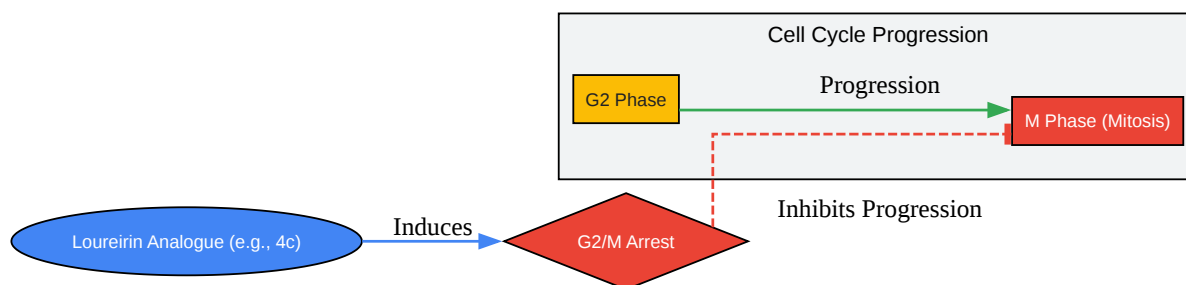 Cell Cycle Progression
G2 Phase
Progression
M Phase (Mitosis)
Inhibits Progression
Loureirin Analogue (e.g., 4c)
Induces
G2/M Arrest